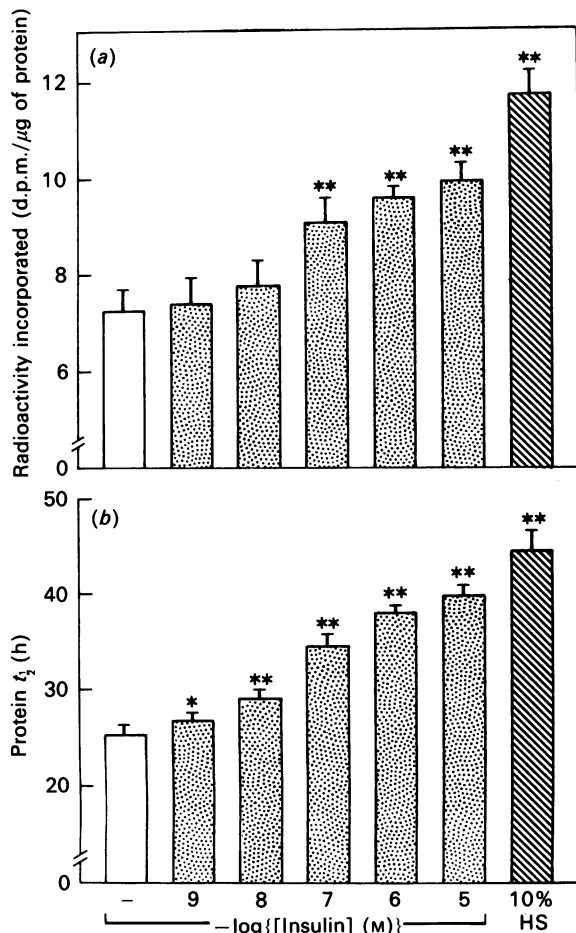 (a)
Radioactivity incorporated (d.p.m./μg of protein)
12
10
8
6
0
** ** ** **
(b)
Protein t½ (h)
50
40
30
20
0
* ** ** ** ** **
– 9 8 7 6 5 10%
HS
–log{[Insulin] (M)}